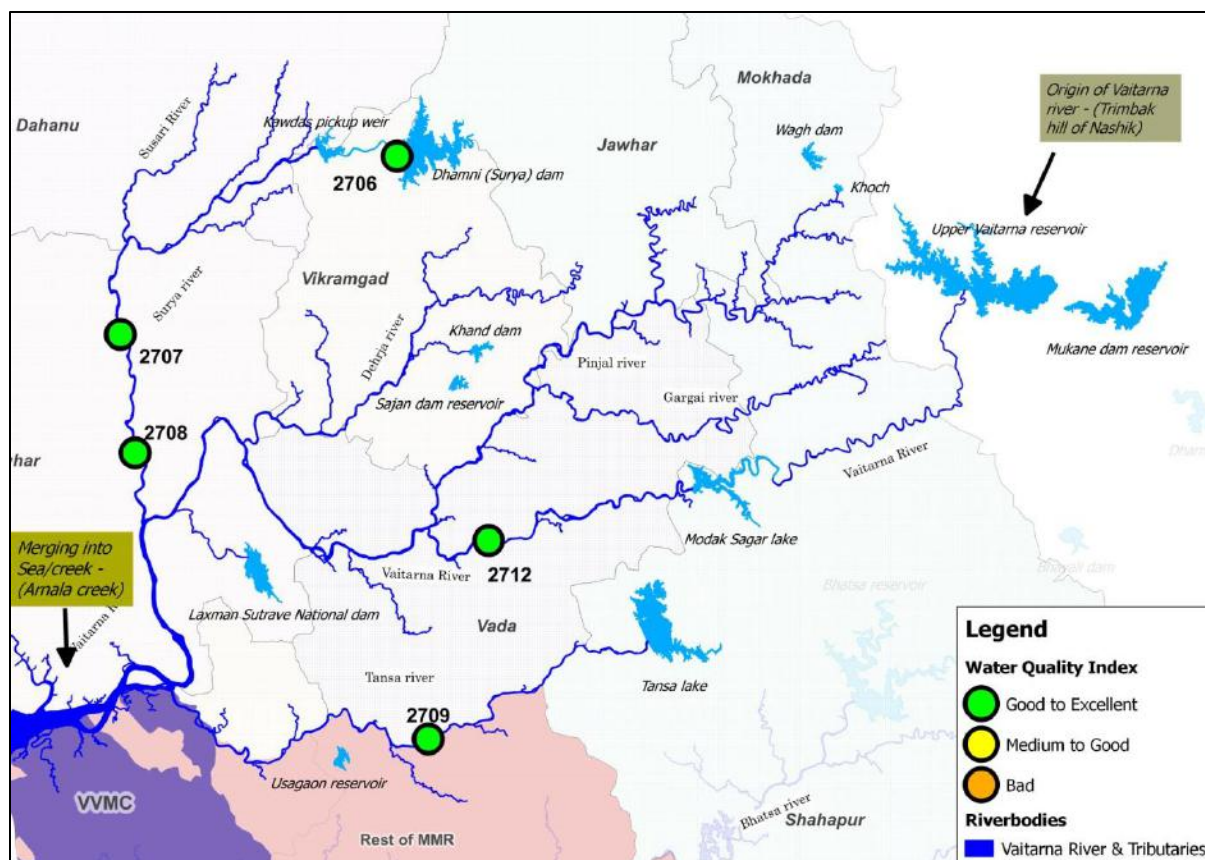 Mokhada
Origin of Vaitarna
river - (Trimbak
hill of Nashik)
Dahanu
Susari River
Kawdas pickup weir
Wagh dam
Jawhar
2706
Dhamni (Surya) dam
Khoch
Upper Vaitarna reservoir
Surya river
Vikramgad
2707
Dehrja river
Khand dam
Pinjal river
Mukane dam reservoir
Sajan dam reservoir
Gargai river
2708
Vaitarna River
Modak Sagar lake
Merging into
Sea/creek -
(Arnala creek)
Vaitarna River
2712
Bhatsa reservoir
Laxman Sutrave National dam
Vada
Tansa river
Tansa lake
2709
Usagaon reservoir
VVMC
Rest of MMR
Bhatsa river
Shahapur
Legend
Water Quality Index
Good to Excellent
Medium to Good
Bad
Riverbodies
Vaitarna River & Tributaries